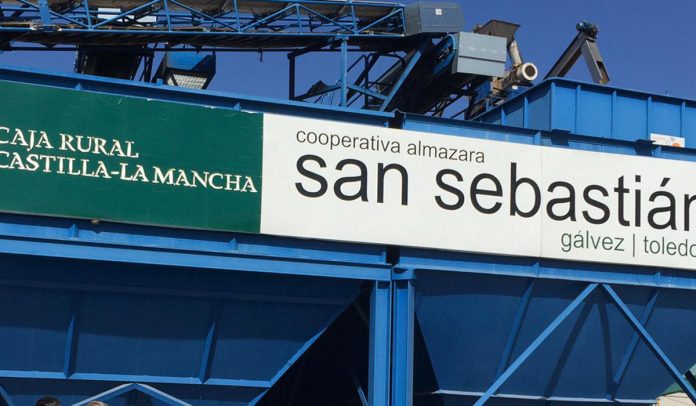 CAJA RURAL
CASTILLA-LA MANCHA
cooperativa almazara
san sebastián
gálvez | toledo